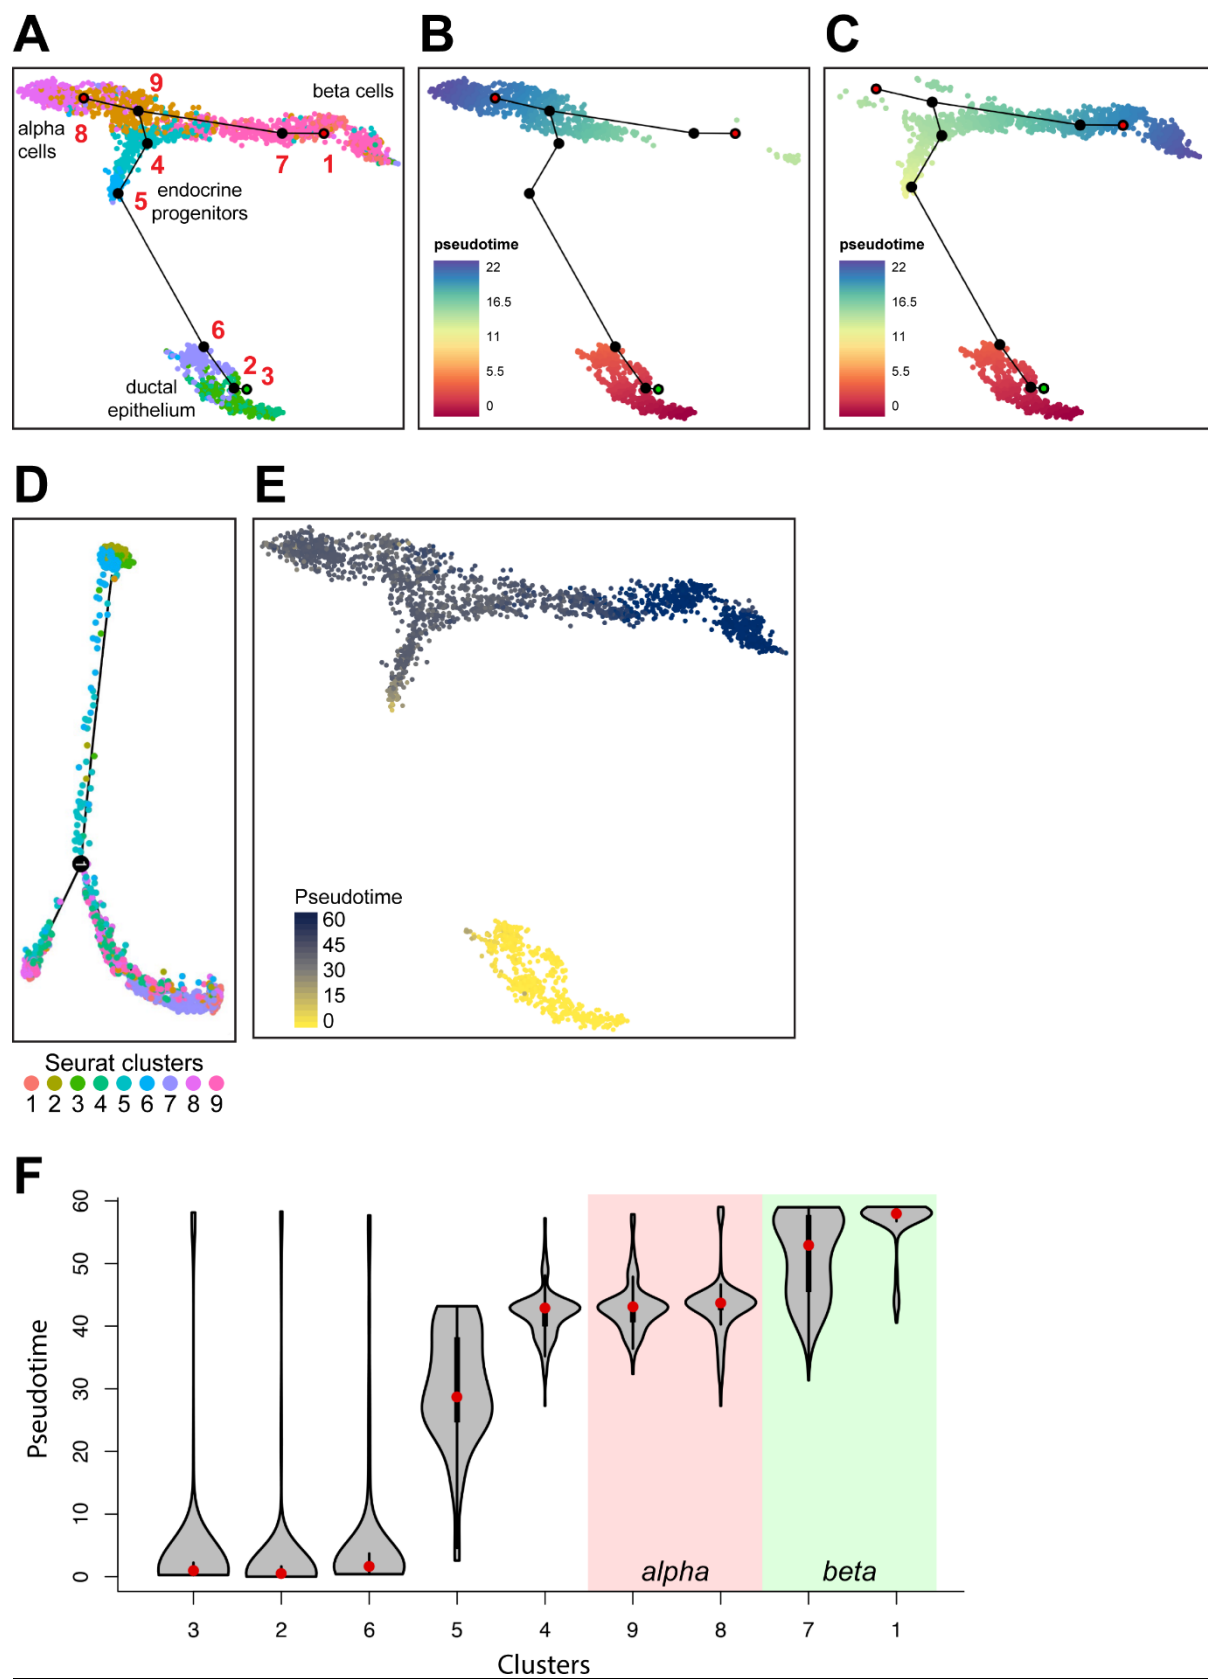 A
B
C
9
beta cells
alpha
cells
8
4
7
1
5
endocrine
progenitors
6
2
3
ductal
epithelium
pseudotime
22
16.5
11
5.5
0
pseudotime
22
16.5
11
5.5
0
D
E
1
Pseudotime
60
45
30
15
0
Seurat clusters
1 2 3 4 5 6 7 8 9
F
Pseudotime
60
50
40
30
20
10
0
alpha
beta
3 2 6 5 4 9 8 7 1
Clusters